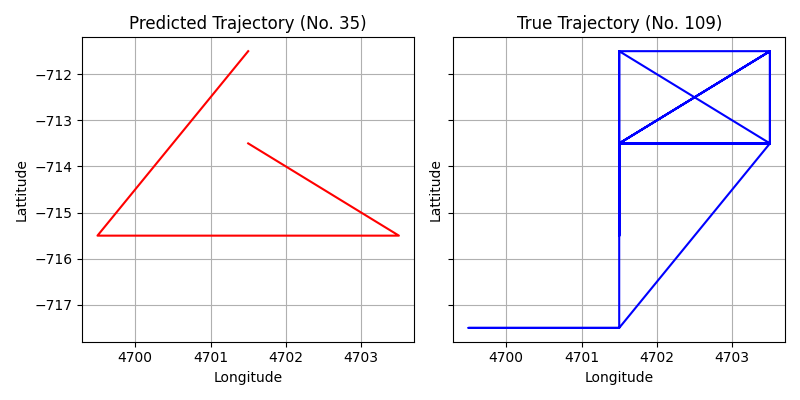 Predicted Trajectory (No. 35)
True Trajectory (No. 109)
−712
−713
−714
−715
−716
−717
Lattitude
Lattitude
4700
4701
4702
4703
4700
4701
4702
4703
Longitude
Longitude